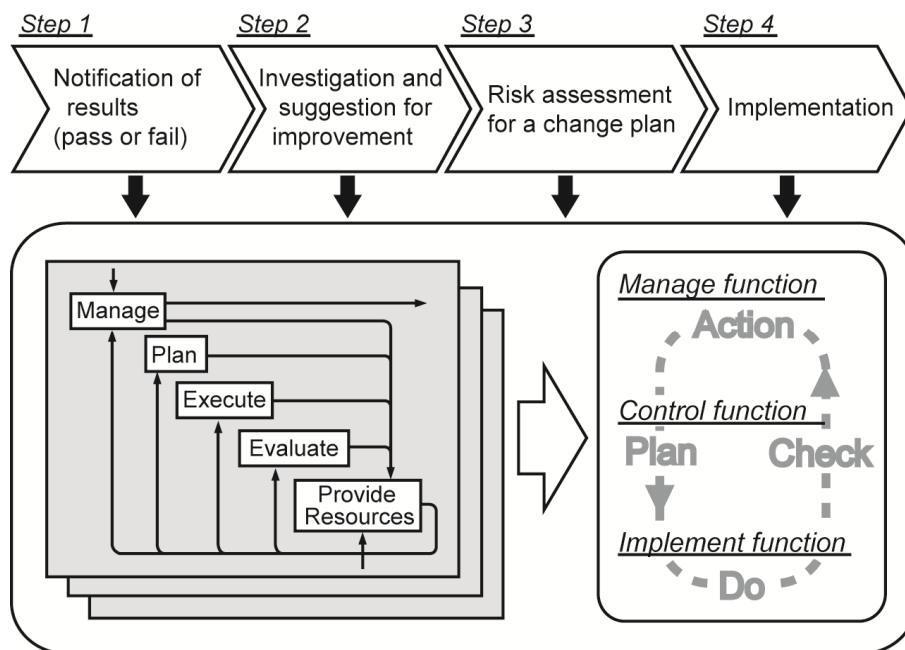 Step 1
Step 2
Step 3
Step 4
Notification of
results
(pass or fail)
Investigation and
suggestion for
improvement
Risk assessment
for a change plan
Implementation
Manage
Plan
Execute
Evaluate
Provide
Resources
Manage function
Action
Control function
Plan
Check
Implement function
Do